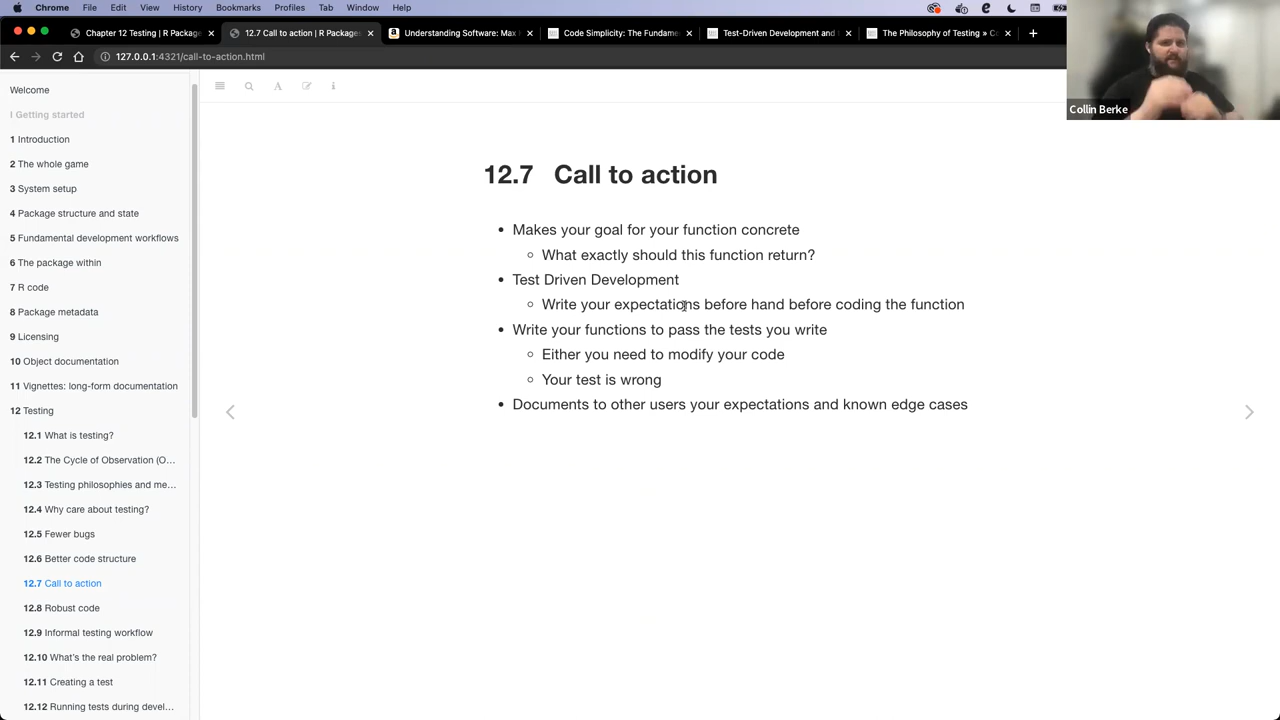 Chrome File Edit View History Bookmarks Profiles Tab Window Help
Chapter 12 Testing | R Package
12.7 Call to action | R Packages
Understanding Software: Max
Code Simplicity: The Fundame
Test-Driven Development and
The Philosophy of Testing » Co
127.0.0.1:4321/call-to-action.html
Collin Berke
Welcome
I Getting started
1 Introduction
2 The whole game
3 System setup
4 Package structure and state
5 Fundamental development workflows
6 The package within
7 R code
8 Package metadata
9 Licensing
10 Object documentation
11 Vignettes: long-form documentation
12 Testing
12.1 What is testing?
12.2 The Cycle of Observation (O...
12.3 Testing philosophies and me...
12.4 Why care about testing?
12.5 Fewer bugs
12.6 Better code structure
12.7 Call to action
12.8 Robust code
12.9 Informal testing workflow
12.10 What's the real problem?
12.11 Creating a test
12.12 Running tests during devel...
12.7 Call to action
• Makes your goal for your function concrete
What exactly should this function return?
• Test Driven Development
Write your expectations before hand before coding the function
• Write your functions to pass the tests you write
Either you need to modify your code
Your test is wrong
• Documents to other users your expectations and known edge cases